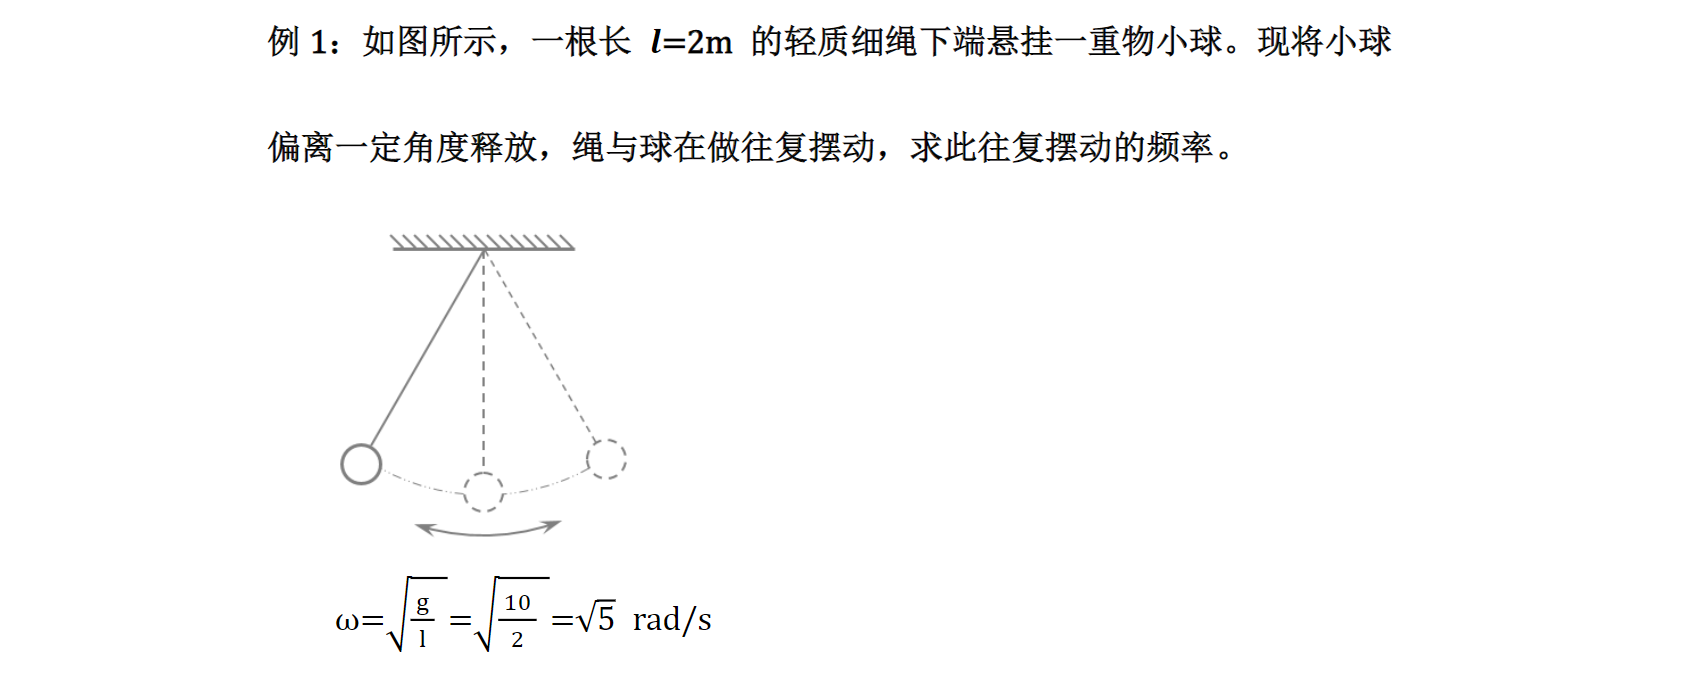 例 1：如图所示，一根长 l=2m 的轻质细绳下端悬挂一重物小球。现将小球
偏离一定角度释放，绳与球在做往复摆动，求此往复摆动的频率。
ω=√(g/l)=√(10/2)=√5 rad/s